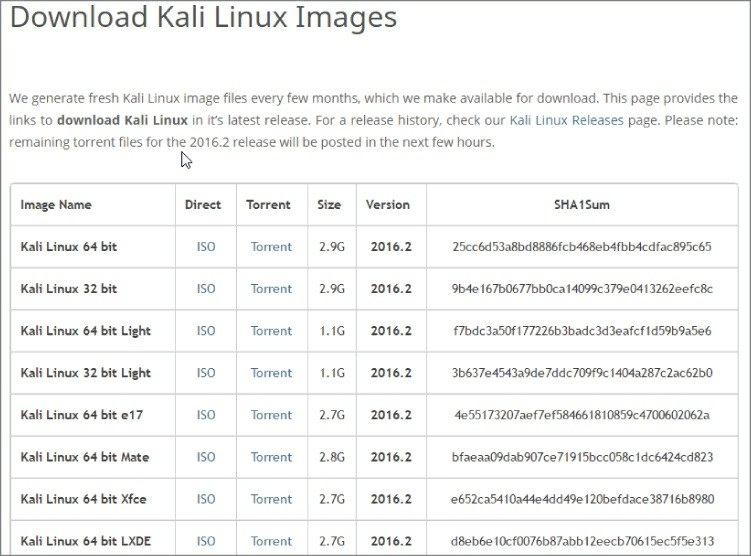 Download Kali Linux Images
We generate fresh Kali Linux image files every few months, which we make available for download. This page provides the
links to download Kali Linux in it's latest release. For a release history, check our Kali Linux Releases page. Please note:
remaining torrent files for the 2016.2 release will be posted in the next few hours.
Image Name Direct Torrent Size Version SHA1Sum
Kali Linux 64 bit ISO Torrent 2.9G 2016.2 25cc6d53a8bd8886fcb468eb4fbb4cdfac895c65
Kali Linux 32 bit ISO Torrent 2.9G 2016.2 9b4e167b0677bb0ca14099c379e0413262eefc8c
Kali Linux 64 bit Light ISO Torrent 1.1G 2016.2 f7bdc3a50f177226b3badc3d3eafcf1d59b9a5e6
Kali Linux 32 bit Light ISO Torrent 1.1G 2016.2 3b637e4543a9de7ddc709f9c1404a287c2ac62b0
Kali Linux 64 bit e17 ISO Torrent 2.7G 2016.2 4e55173207aef7ef584661810859c4700602062a
Kali Linux 64 bit Mate ISO Torrent 2.8G 2016.2 bfaeaa09dab907ce71915bcc058c1dc6424cd823
Kali Linux 64 bit Xfce ISO Torrent 2.7G 2016.2 e652ca5410a44e4dd49e120befdace38716b8980
Kali Linux 64 bit LXDE ISO Torrent 2.7G 2016.2 d8eb6e10cf0076b87abb12eecb70615ec5f5e313